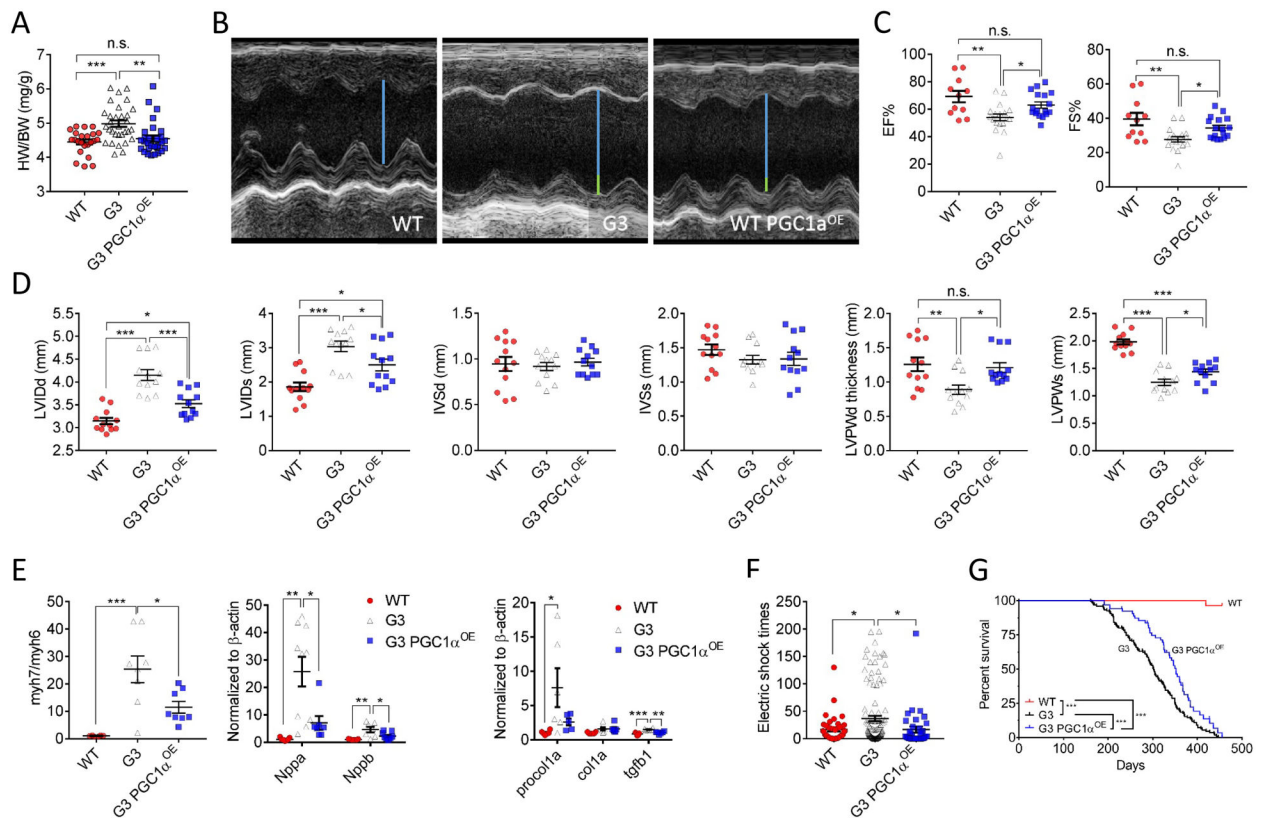 A
HW/BW (mg/g)
7
6
5
4
3
n.s.
***
**
WT
G3
G3 PGC1α^OE
B
WT
G3
WT PGC1a^OE
C
EF%
100
80
60
40
20
0
n.s.
**
*
WT
G3
G3 PGC1α^OE
FS%
80
60
40
20
0
n.s.
**
*
WT
G3
G3 PGC1α^OE
D
LVIDd (mm)
5.5
5.0
4.5
4.0
3.5
3.0
2.5
*
***
***
WT
G3
G3 PGC1α^OE
LVIDs (mm)
4
3
2
1
0
*
***
*
WT
G3
G3 PGC1α^OE
IVSd (mm)
1.5
1.0
0.5
0.0
WT
G3
G3 PGC1α^OE
IVSs (mm)
2.0
1.5
1.0
0.5
0.0
WT
G3
G3 PGC1α^OE
LVPWd thickness (mm)
2.0
1.5
1.0
0.5
0.0
n.s.
**
*
WT
G3
G3 PGC1α^OE
LVPWs (mm)
2.5
2.0
1.5
1.0
0.5
0.0
***
***
*
WT
G3
G3 PGC1α^OE
E
myh7/myh6
50
40
30
20
10
0
***
*
WT
G3
G3 PGC1α^OE
Normalized to β-actin
50
40
30
20
10
0
**
*
**
*
WT
G3
G3 PGC1α^OE
Nppa
Nppb
Normalized to β-actin
20
15
10
5
0
*
***
**
WT
G3
G3 PGC1α^OE
procol1a
col1a
tgfb1
F
Electric shock times
250
200
150
100
50
0
*
*
WT
G3
G3 PGC1α^OE
G
Percent survival
100
75
50
25
0
WT
G3
G3 PGC1α^OE
WT
G3
G3 PGC1α^OE
***
***
***
0
100
200
300
400
500
Days